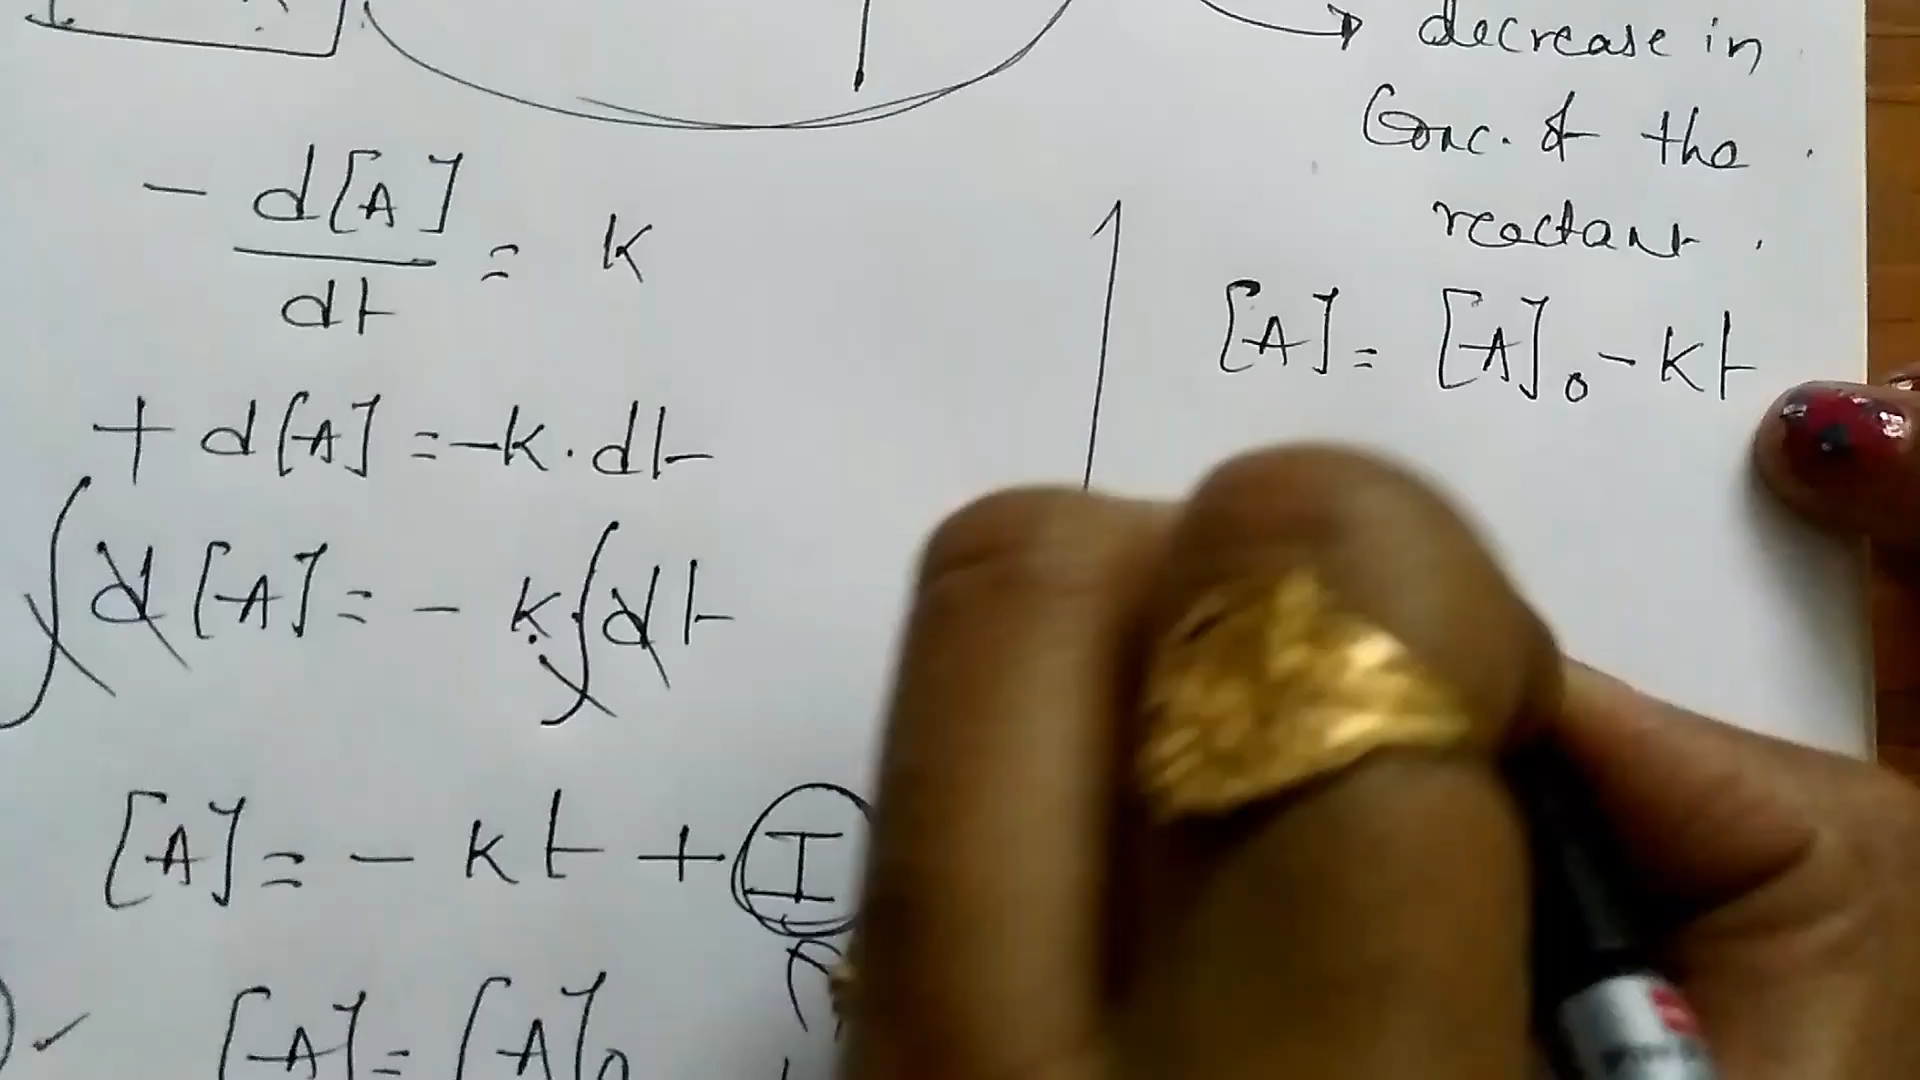 decrease in
Conc. of the
reactant.
- d[A]/dt = K
[A] = [A]₀ - Kt
+ d[A] = -K · dt
∫d[A] = - K∫dt
[A] = - Kt + I
[A] = [A]₀